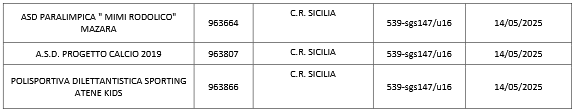 ASD PARALIMPICA " MIMI RODOLICO" MAZARA 963664 C.R. SICILIA 539-sgs147/u16 14/05/2025
A.S.D. PROGETTO CALCIO 2019 963807 C.R. SICILIA 539-sgs147/u16 14/05/2025
POLISPORTIVA DILETTANTISTICA SPORTING ATENE KIDS 963866 C.R. SICILIA 539-sgs147/u16 14/05/2025